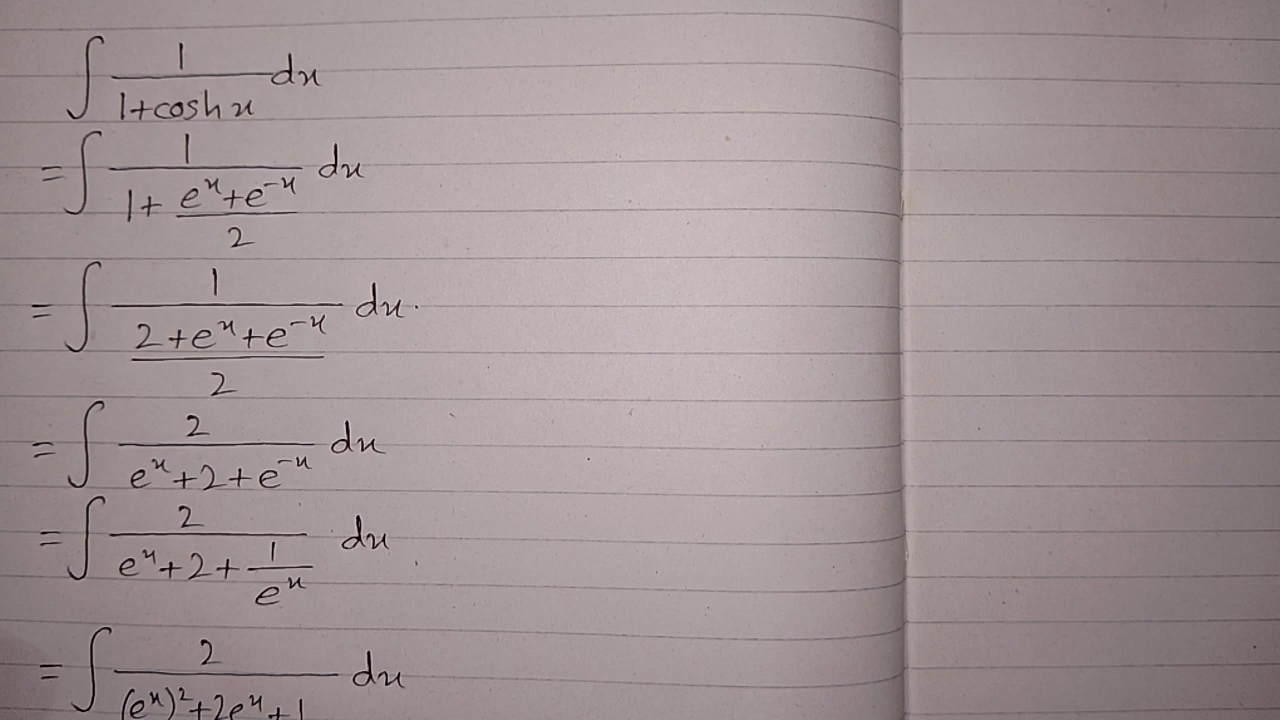 ∫ 1/(1+cosh x) dx
= ∫ 1/(1+ (e^x+e^-x)/2) dx
= ∫ 1/((2+e^x+e^-x)/2) dx.
= ∫ 2/(e^x+2+e^-x) dx
= ∫ 2/(e^x+2+ 1/e^x) dx
= ∫ 2/((e^x)^2+2e^x+1 dx